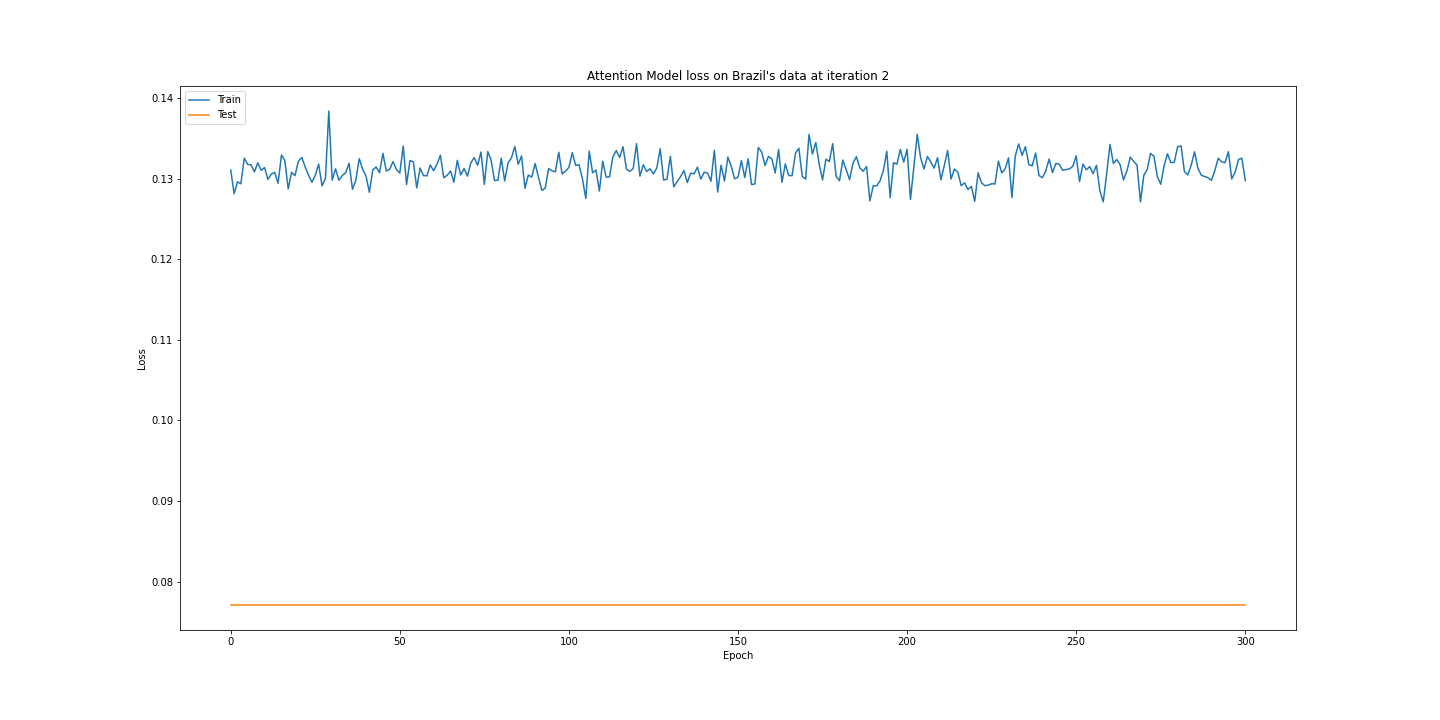 Attention Model loss on Brazil's data at iteration 2
Train
Test
0.14
0.13
0.12
0.11
0.10
0.09
0.08
Loss
0 50 100 150 200 250 300
Epoch